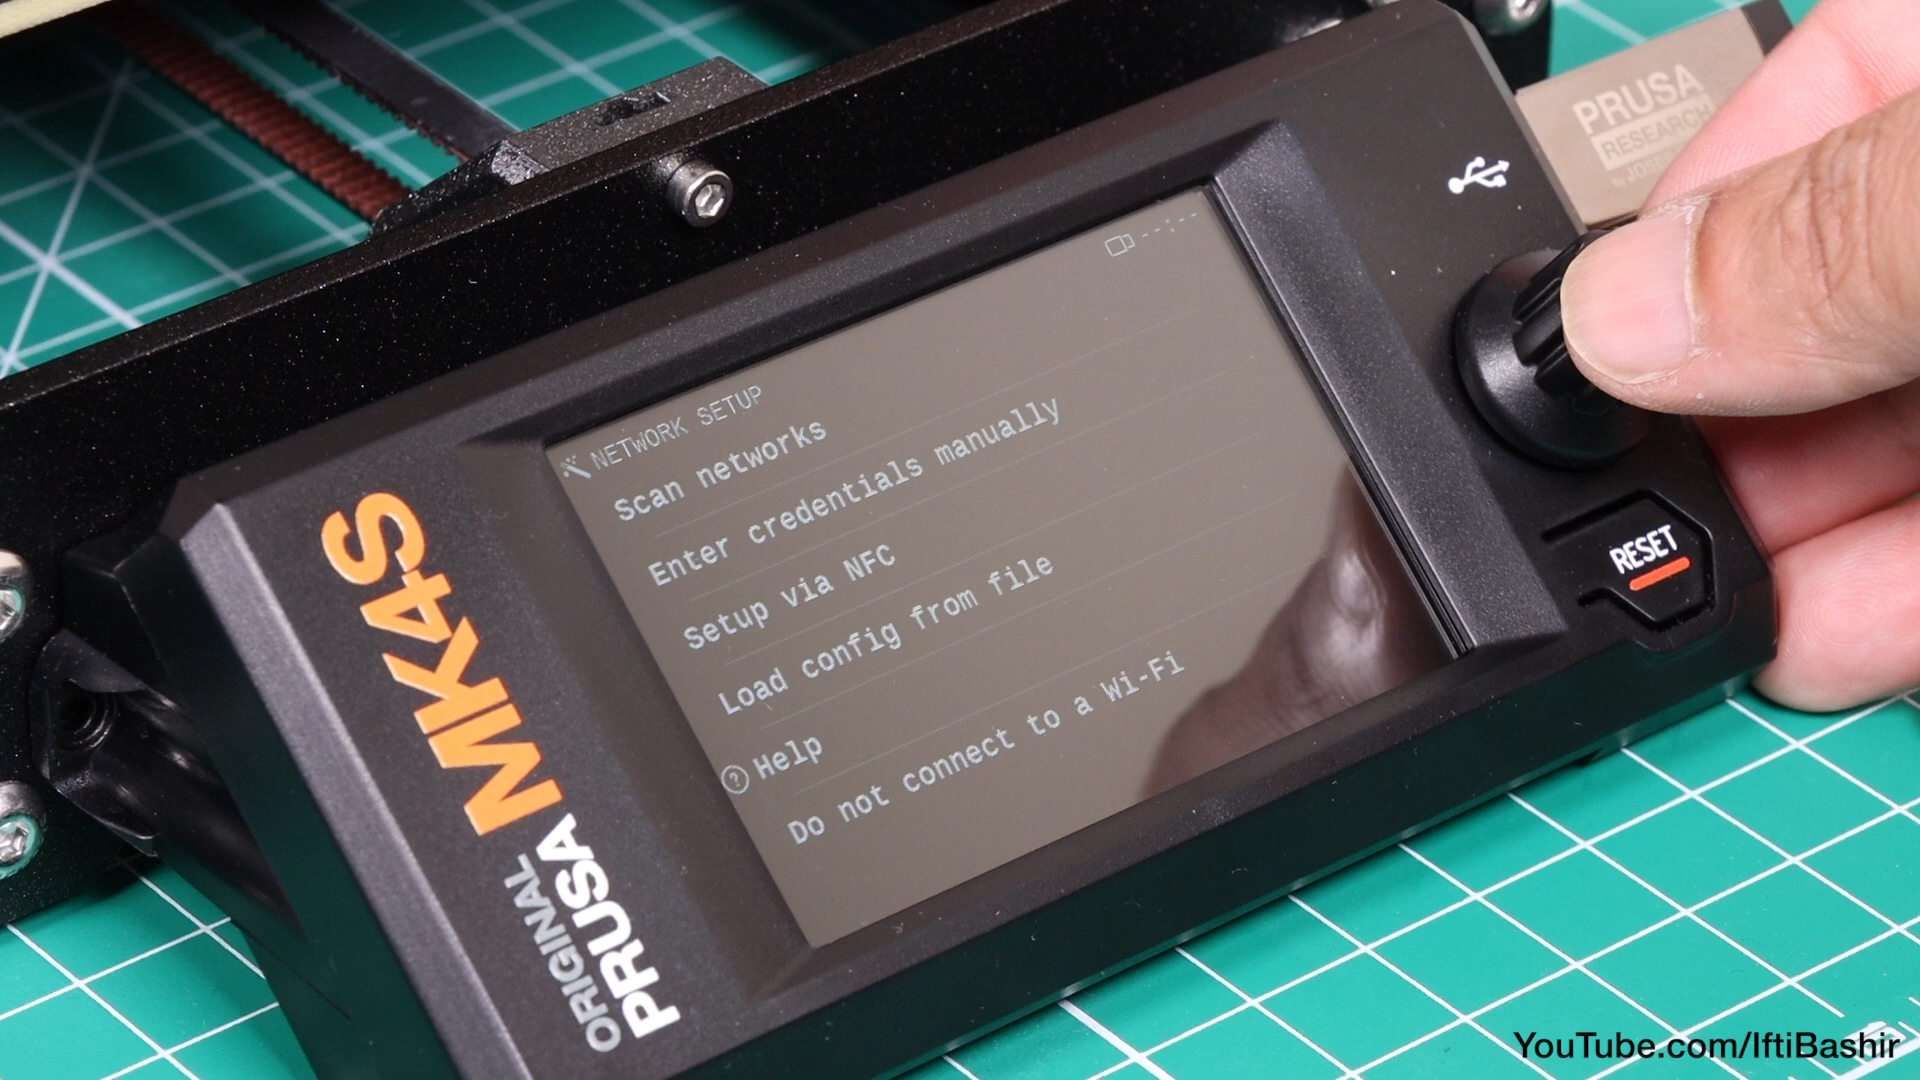 PRUSA
RESEARCH
NETWORK SETUP
Scan networks
Enter credentials manually
Setup via NFC
Load config from file
Help
Do not connect to a Wi-Fi
RESET
ORIGINAL
PRUSA MK4S
YouTube.com/IftiBashir